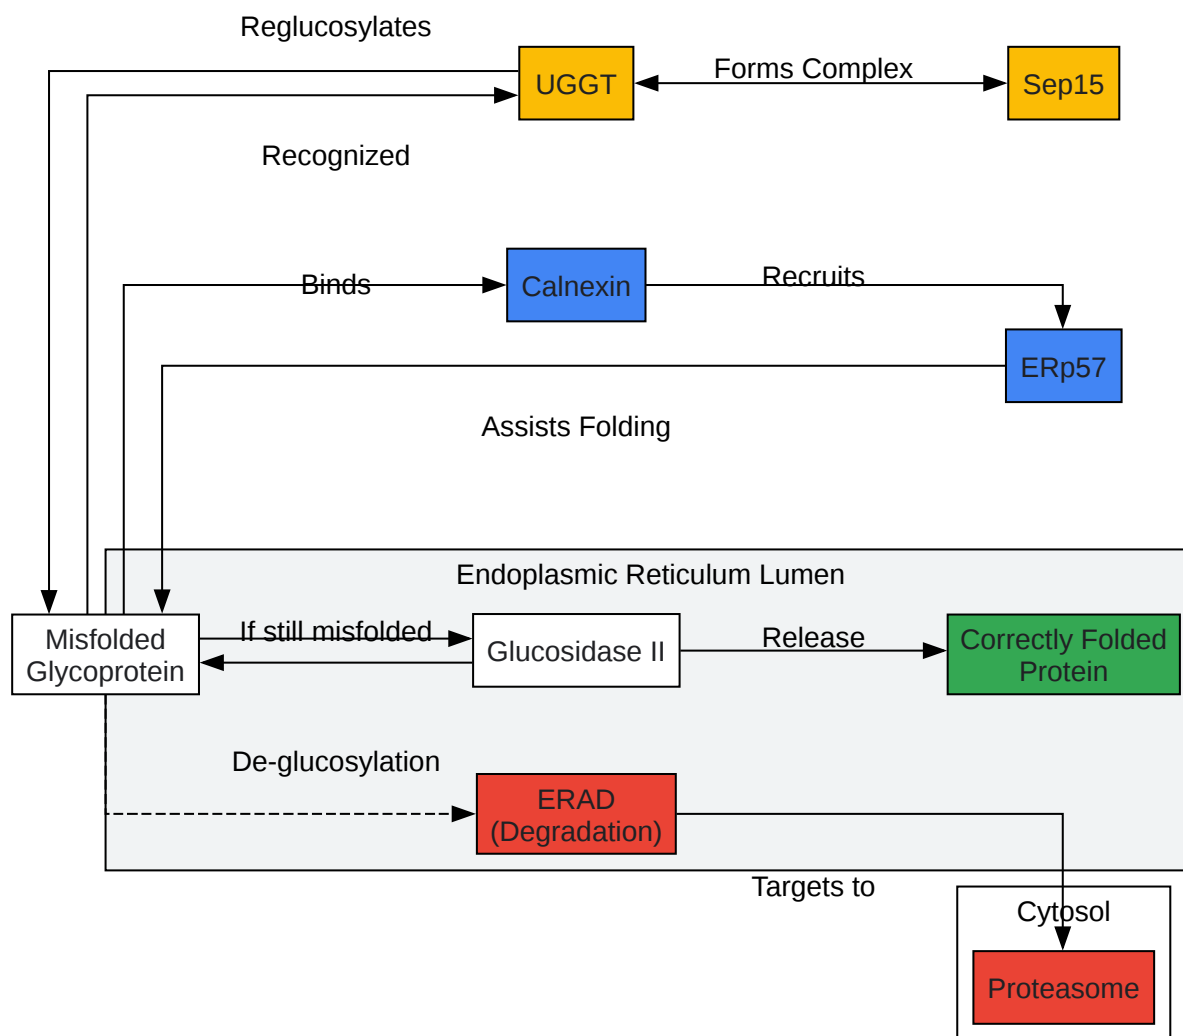 Reglucosylates
UGGT
Forms Complex
Sep15
Recognized
Binds
Calnexin
Recruits
ERp57
Assists Folding
Endoplasmic Reticulum Lumen
Misfolded
Glycoprotein
If still misfolded
Glucosidase II
Release
Correctly Folded
Protein
De-glucosylation
ERAD
(Degradation)
Targets to
Cytosol
Proteasome